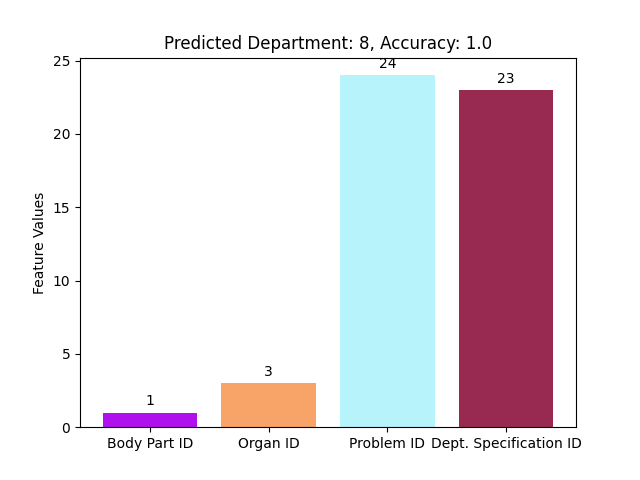 Predicted Department: 8, Accuracy: 1.0
25
20
15
10
5
0
Feature Values
1
3
24
23
Body Part ID
Organ ID
Problem ID
Dept. Specification ID